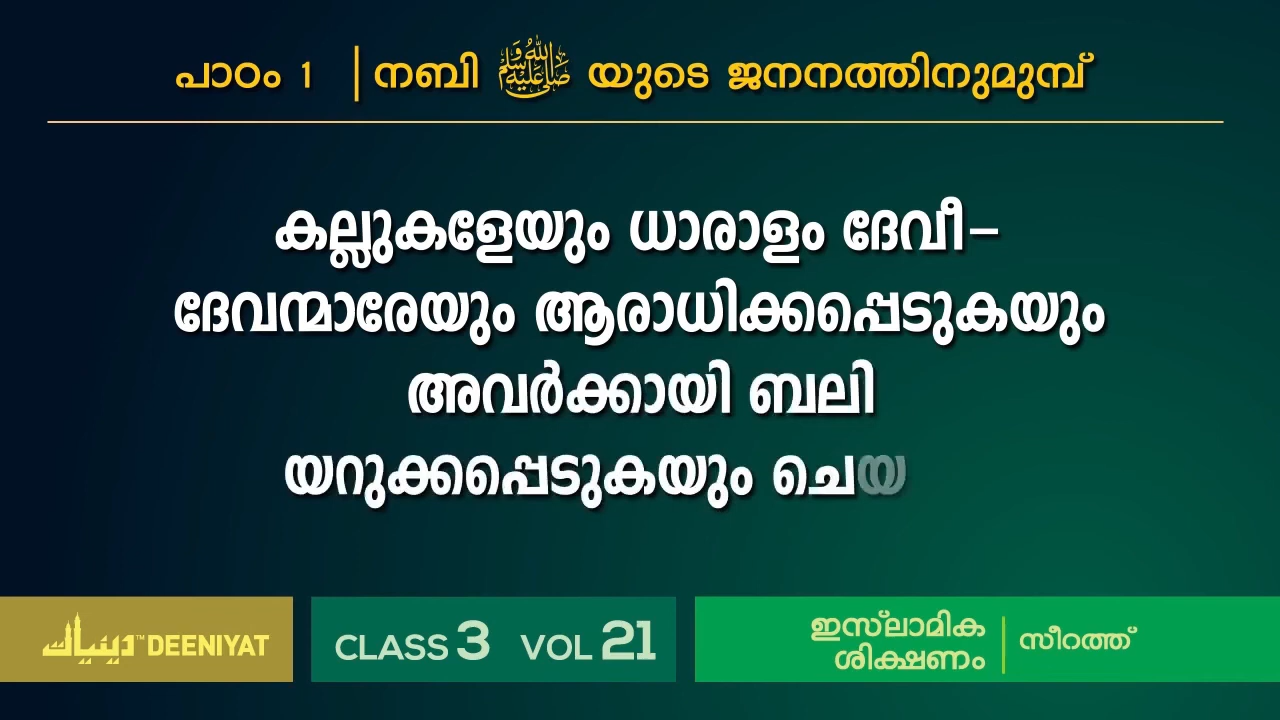 പാഠം 1 | നബി ﷺ യുടെ ജനനത്തിനുമുമ്പ്
കല്ലുകളേയും ധാരാളം ദേവീ-
ദേവന്മാരേയും ആരാധിക്കപ്പെടുകയും
അവർക്കായി ബലി
യറുക്കപ്പെടുകയും ചെയ
دینیات™ DEENIYAT
CLASS 3 VOL 21
ഇസ്‌ലാമിക
ശിക്ഷണം
സീറത്ത്